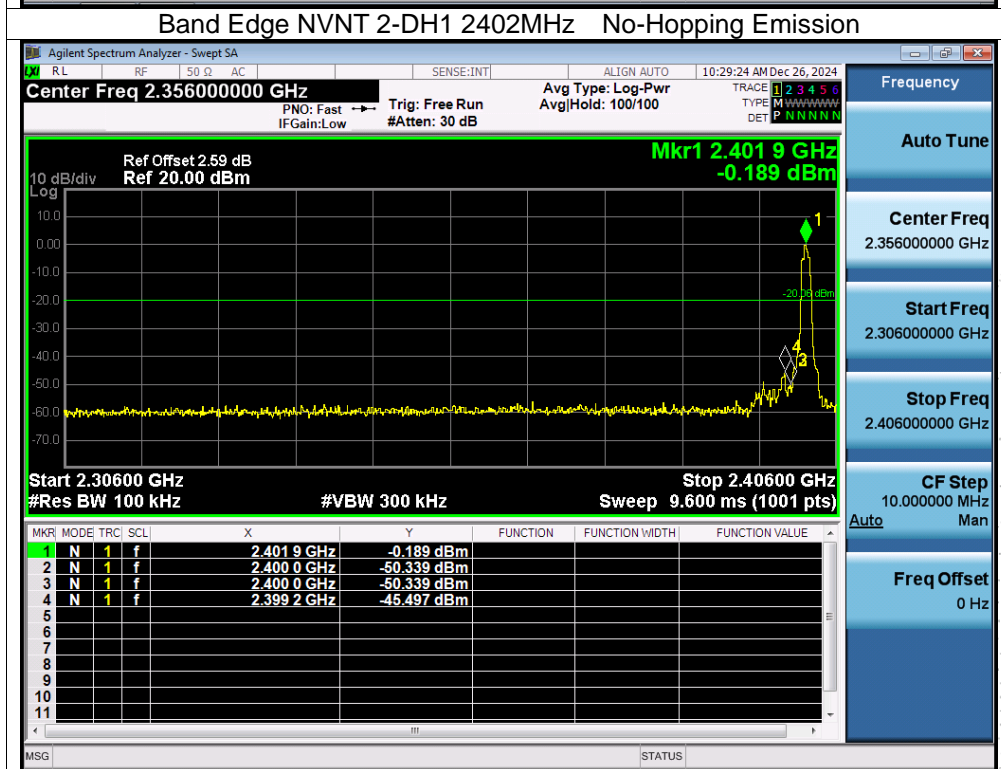 Band Edge NVNT 2-DH1 2402MHz No-Hopping Emission
Agilent Spectrum Analyzer - Swept SA
LXI RL RF 50 Ω AC SENSE:INT ALIGN AUTO 10:29:24 AM Dec 26, 2024
Center Freq 2.356000000 GHz
PNO: Fast
IFGain:Low
Trig: Free Run
#Atten: 30 dB
Avg Type: Log-Pwr
Avg|Hold: 100/100
TRACE 1 2 3 4 5 6
TYPE M WWWWW
DET P N N N N N
Mkr1 2.401 9 GHz
-0.189 dBm
Ref Offset 2.59 dB
10 dB/div Ref 20.00 dBm
Log
10.0
0.00
-10.0
-20.0
-30.0
-40.0
-50.0
-60.0
-70.0
1
-20.06 dBm
4
3
Start 2.30600 GHz Stop 2.40600 GHz
#Res BW 100 kHz #VBW 300 kHz Sweep 9.600 ms (1001 pts)
MKR MODE TRC SCL X Y FUNCTION FUNCTION WIDTH FUNCTION VALUE
1 N 1 f 2.401 9 GHz -0.189 dBm
2 N 1 f 2.400 0 GHz -50.339 dBm
3 N 1 f 2.400 0 GHz -50.339 dBm
4 N 1 f 2.399 2 GHz -45.497 dBm
5
6
7
8
9
10
11
MSG STATUS
Frequency
Auto Tune
Center Freq
2.356000000 GHz
Start Freq
2.306000000 GHz
Stop Freq
2.406000000 GHz
CF Step
10.000000 MHz
Auto Man
Freq Offset
0 Hz